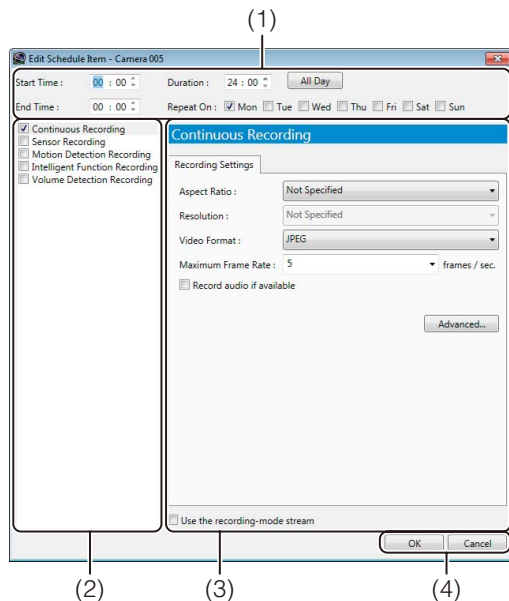 (1)
Edit Schedule Item - Camera 005
Start Time : 00 : 00 Duration : 24 : 00 All Day
End Time : 00 : 00 Repeat On : Mon Tue Wed Thu Fri Sat Sun
Continuous Recording
Sensor Recording
Motion Detection Recording
Intelligent Function Recording
Volume Detection Recording
Continuous Recording
Recording Settings
Aspect Ratio : Not Specified
Resolution : Not Specified
Video Format : JPEG
Maximum Frame Rate : 5 frames / sec.
Record audio if available
Advanced...
Use the recording-mode stream
OK Cancel
(2) (3) (4)